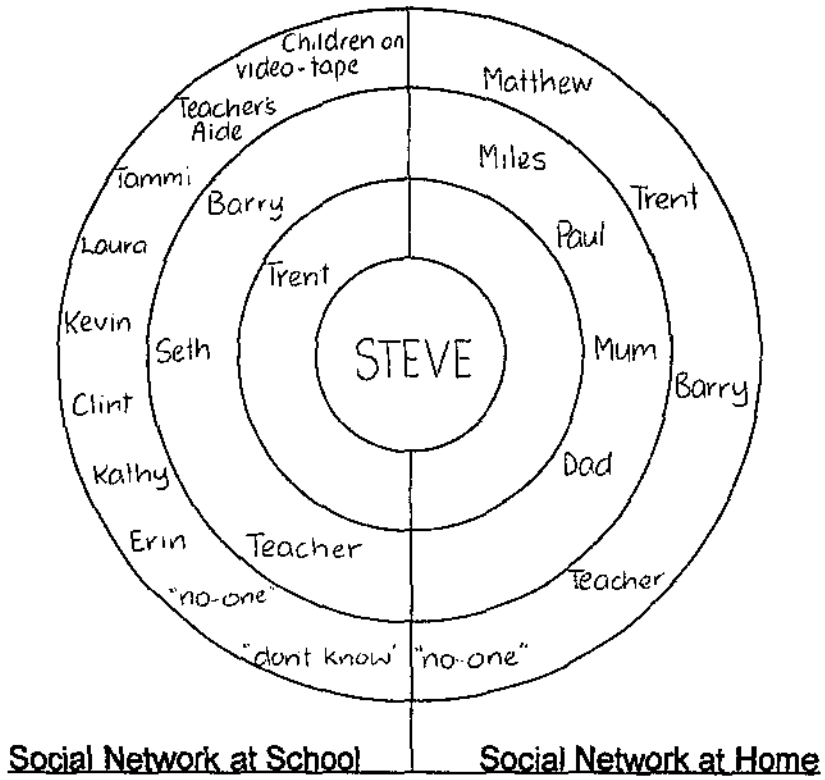 Children on
video-tape
Teacher's
Aide
Tammi
Laura
Kevin
Clint
Kathy
Erin
"no-one"
"dont know'
Barry
Seth
Teacher
Trent
STEVE
Matthew
Miles
Trent
Paul
Mum
Barry
Dad
Teacher
"no-one"
Social Network at School
Social Network at Home